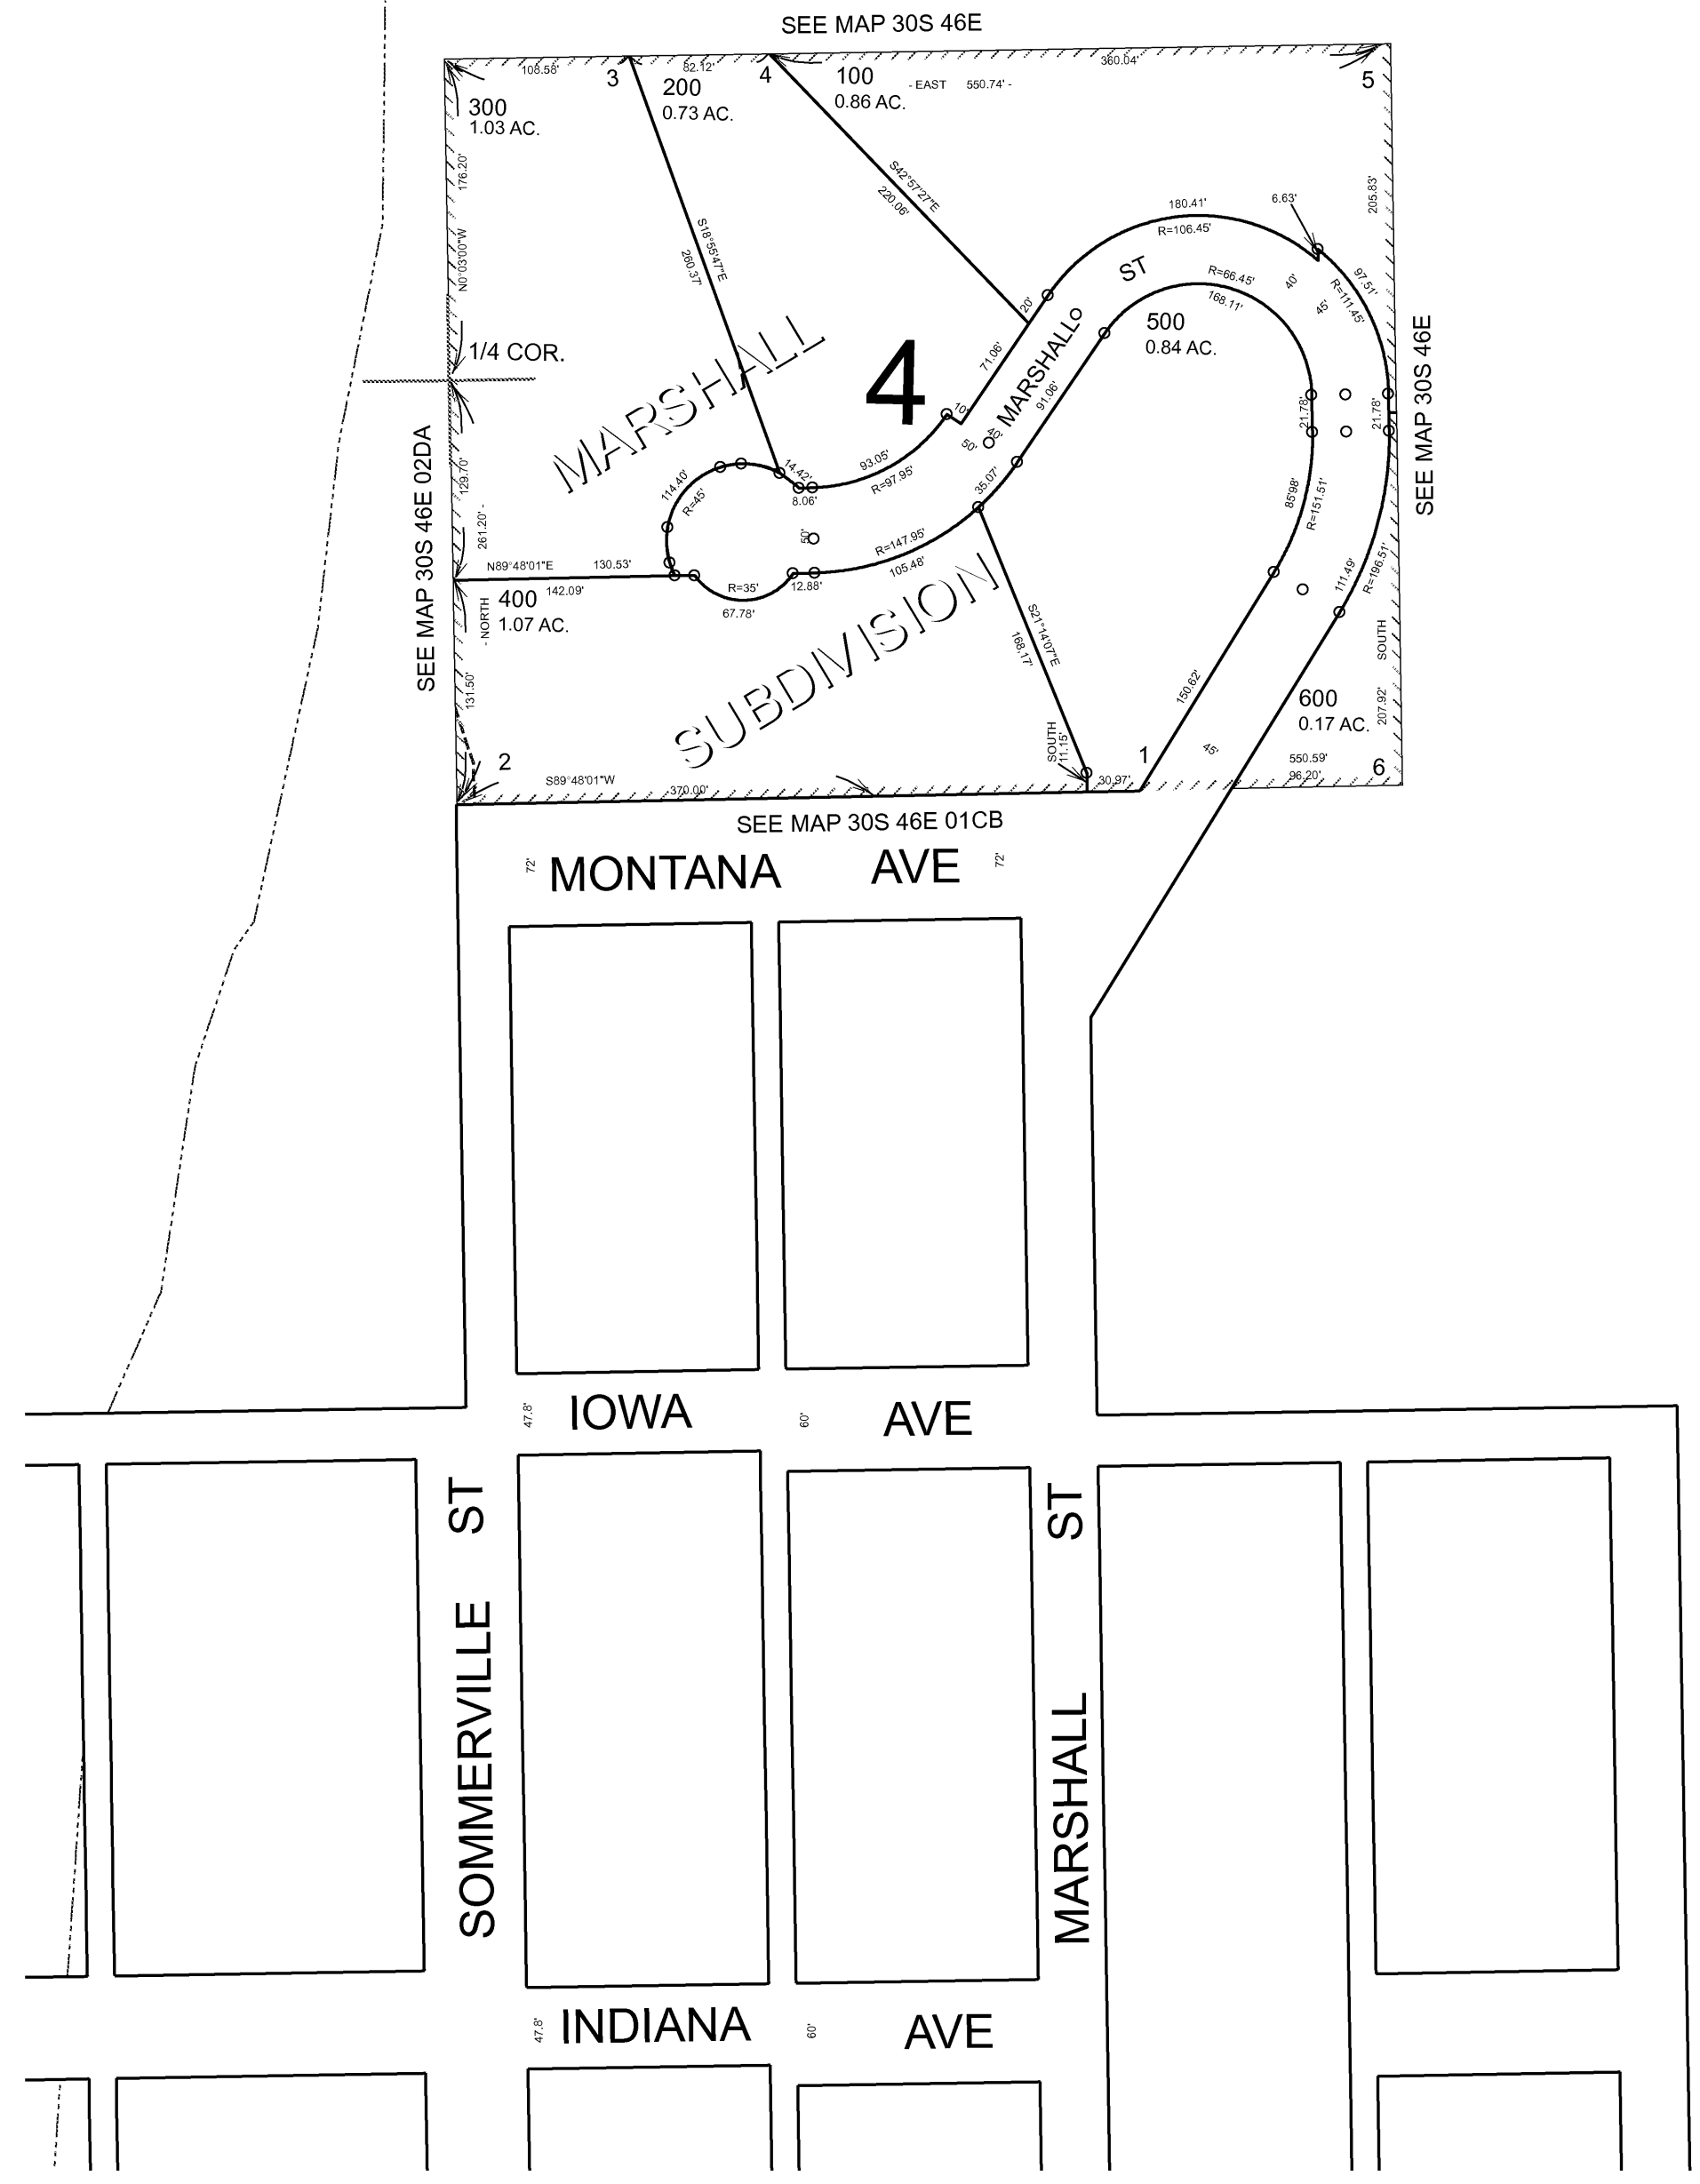 SEE MAP 30S 46E
108.58'
3
82.12'
4
360.04'
5
200
0.73 AC.
100
0.86 AC.
- EAST 550.74' -
300
1.03 AC.
176.20'
N0°03'00"W
S18°55'47"E
260.37'
S42°57'27"E
220.06'
180.41'
R=106.45'
6.63'
205.83'
97.51'
R=111.45'
40'
45'
ST
R=66.45'
168.11'
20'
500
0.84 AC.
1/4 COR.
MARSHALL
4
71.06'
MARSHALL
91.06'
10'
40'
50'
21.78'
21.78'
SEE MAP 30S 46E
SEE MAP 30S 46E 02DA
129.70'
261.20' -
- NORTH
114.40'
R=45'
14.42'
8.06'
93.05'
R=97.95'
35.07'
50'
R=147.95'
105.48'
85'98'
R=151.51'
N89°48'01"E
130.53'
142.09'
400
1.07 AC.
R=35'
67.78'
12.88'
SUBDIVISION
S21°14'07"E
168.17'
111.49'
R=196.51'
SOUTH
207.92'
150.62'
600
0.17 AC.
131.50'
2
SOUTH
11.15'
1
45'
550.59'
96.20'
6
S89°48'01"W
370.00'
30.97'
SEE MAP 30S 46E 01CB
72'
MONTANA AVE
72'
47.8'
IOWA
60'
AVE
SOMMERVILLE ST
MARSHALL ST
47.8'
INDIANA
60'
AVE